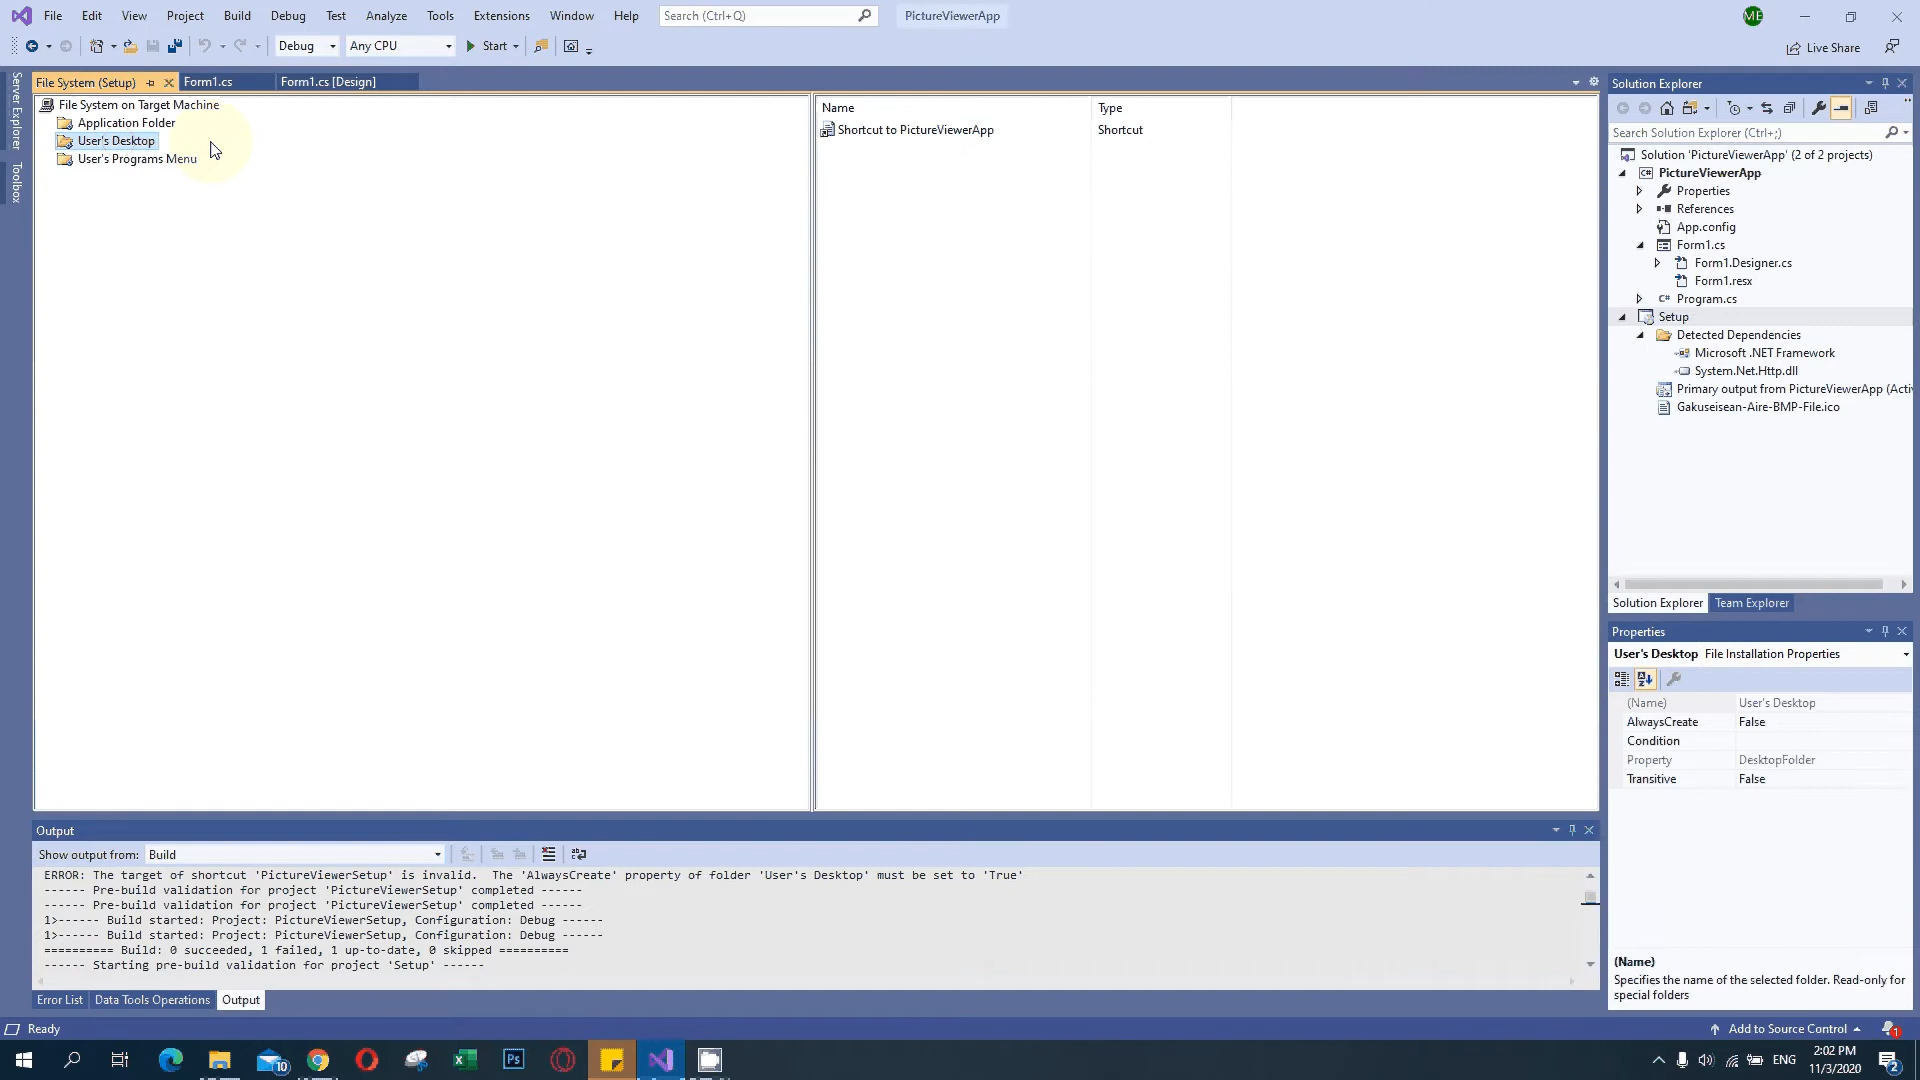 File Edit View Project Build Debug Test Analyze Tools Extensions Window Help Search (Ctrl+Q) PictureViewerApp ME
Debug Any CPU Start Live Share
Server Explorer
Toolbox
File System (Setup) Form1.cs Form1.cs [Design]
File System on Target Machine
Application Folder
User's Desktop
User's Programs Menu
Name Type
Shortcut to PictureViewerApp Shortcut
Solution Explorer
Search Solution Explorer (Ctrl+;)
Solution 'PictureViewerApp' (2 of 2 projects)
C# PictureViewerApp
Properties
References
App.config
Form1.cs
Form1.Designer.cs
Form1.resx
C# Program.cs
Setup
Detected Dependencies
Microsoft .NET Framework
System.Net.Http.dll
Primary output from PictureViewerApp (Acti
Gakuseisean-Aire-BMP-File.ico
Solution Explorer Team Explorer
Properties
User's Desktop File Installation Properties
(Name) User's Desktop
AlwaysCreate False
Condition
Property DesktopFolder
Transitive False
(Name)
Specifies the name of the selected folder. Read-only for
special folders
Output
Show output from: Build
ERROR: The target of shortcut 'PictureViewerSetup' is invalid. The 'AlwaysCreate' property of folder 'User's Desktop' must be set to 'True'
------ Pre-build validation for project 'PictureViewerSetup' completed ------
------ Pre-build validation for project 'PictureViewerSetup' completed ------
1>------ Build started: Project: PictureViewerSetup, Configuration: Debug ------
1>------ Build started: Project: PictureViewerSetup, Configuration: Debug ------
========== Build: 0 succeeded, 1 failed, 1 up-to-date, 0 skipped ==========
------ Starting pre-build validation for project 'Setup' ------
Error List Data Tools Operations Output
Ready Add to Source Control 1
10 Ps ENG 2:02 PM
11/3/2020 2